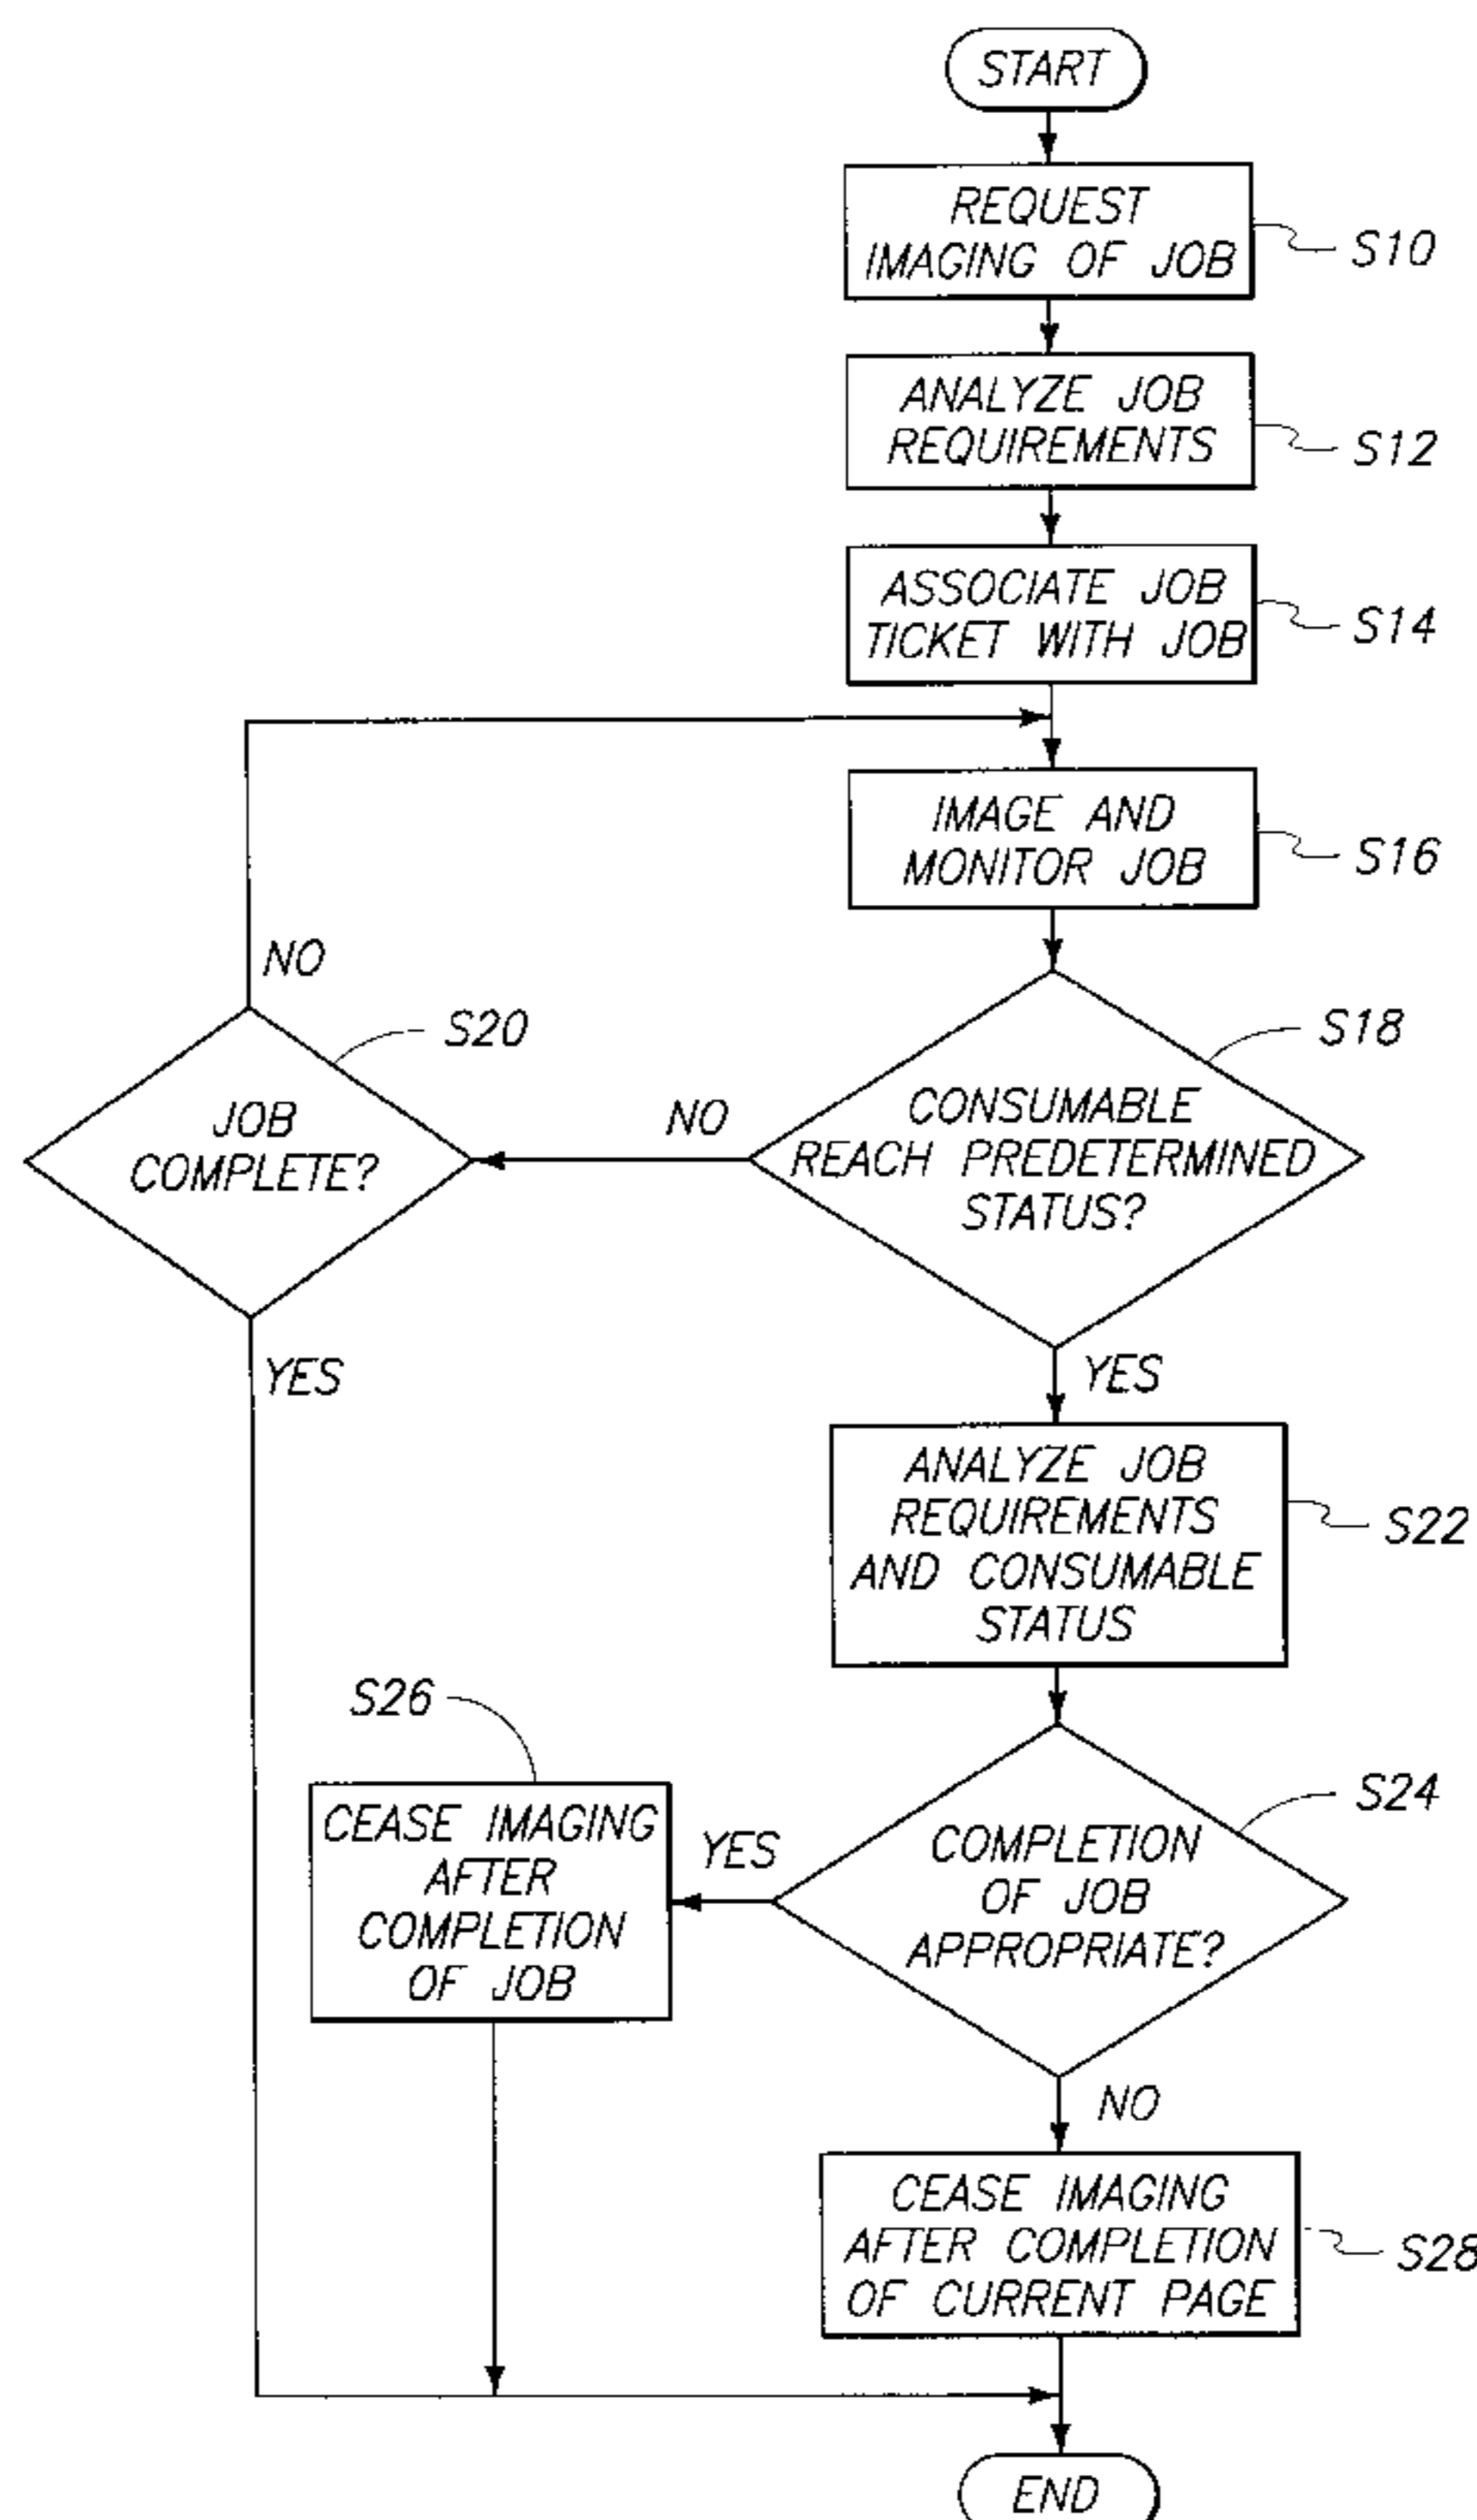 START
REQUEST
IMAGING OF JOB
S10
ANALYZE JOB
REQUIREMENTS
S12
ASSOCIATE JOB
TICKET WITH JOB
S14
IMAGE AND
MONITOR JOB
S16
NO
S20
JOB
COMPLETE?
YES
NO
S18
CONSUMABLE
REACH PREDETERMINED
STATUS?
YES
ANALYZE JOB
REQUIREMENTS
AND CONSUMABLE
STATUS
S22
S26
CEASE IMAGING
AFTER
COMPLETION
OF JOB
YES
S24
COMPLETION
OF JOB
APPROPRIATE?
NO
CEASE IMAGING
AFTER COMPLETION
OF CURRENT PAGE
S28
END